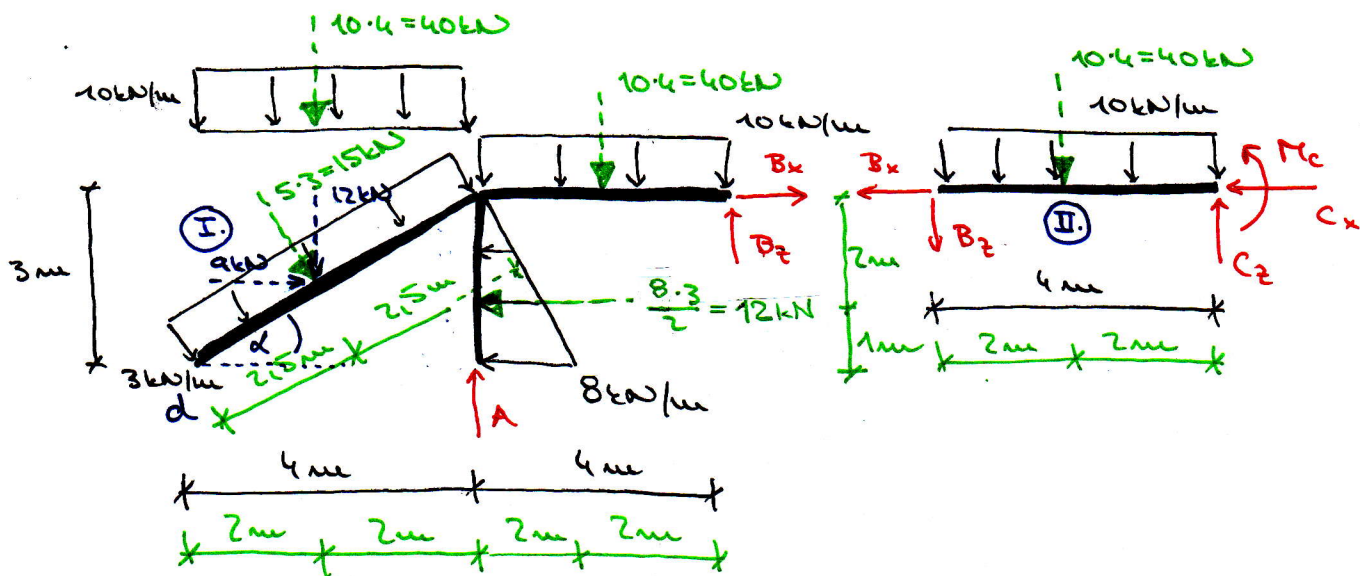 10·4=40kN
10kN/m
5·3=15kN
12kN
I.
9kN
3m
α
2,5m
2,5m
3kN/m
d
10·4=40kN
10kN/m
Bx
Bz
8·3/2 = 12kN
8kN/m
A
4m
4m
2m
2m
2m
2m
10·4=40kN
10kN/m
Bx
Bz
II.
Mc
Cx
Cz
2m
1m
4m
2m
2m